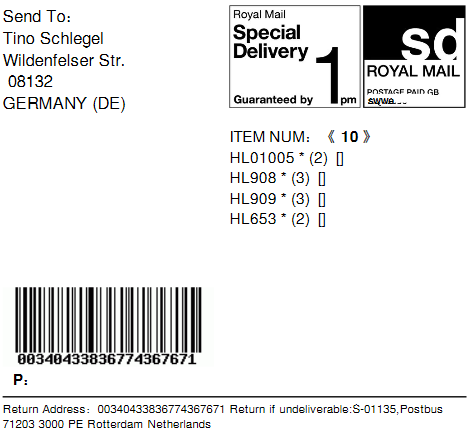 Send To:
Tino Schlegel
Wildenfelser Str.
08132
GERMANY (DE)
Royal Mail
Special
Delivery
1
Guaranteed by
pm
sd
ROYAL MAIL
POSTAGE PAID GB
ITEM NUM：《 10 》
HL01005 * (2) []
HL908 * (3) []
HL909 * (3) []
HL653 * (2) []
00340433836774367671
P：
Return Address：00340433836774367671 Return if undeliverable:S-01135,Postbus
71203 3000 PE Rotterdam Netherlands